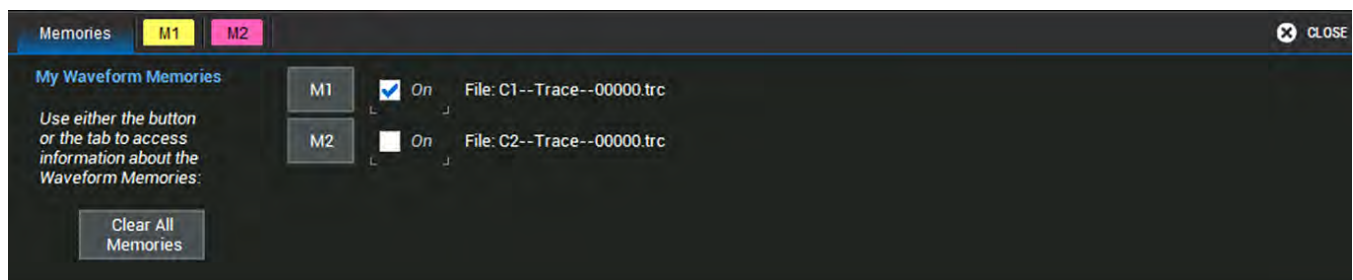 Memories M1 M2 CLOSE
My Waveform Memories
Use either the button
or the tab to access
information about the
Waveform Memories:
Clear All
Memories
M1 On File: C1--Trace--00000.trc
M2 On File: C2--Trace--00000.trc